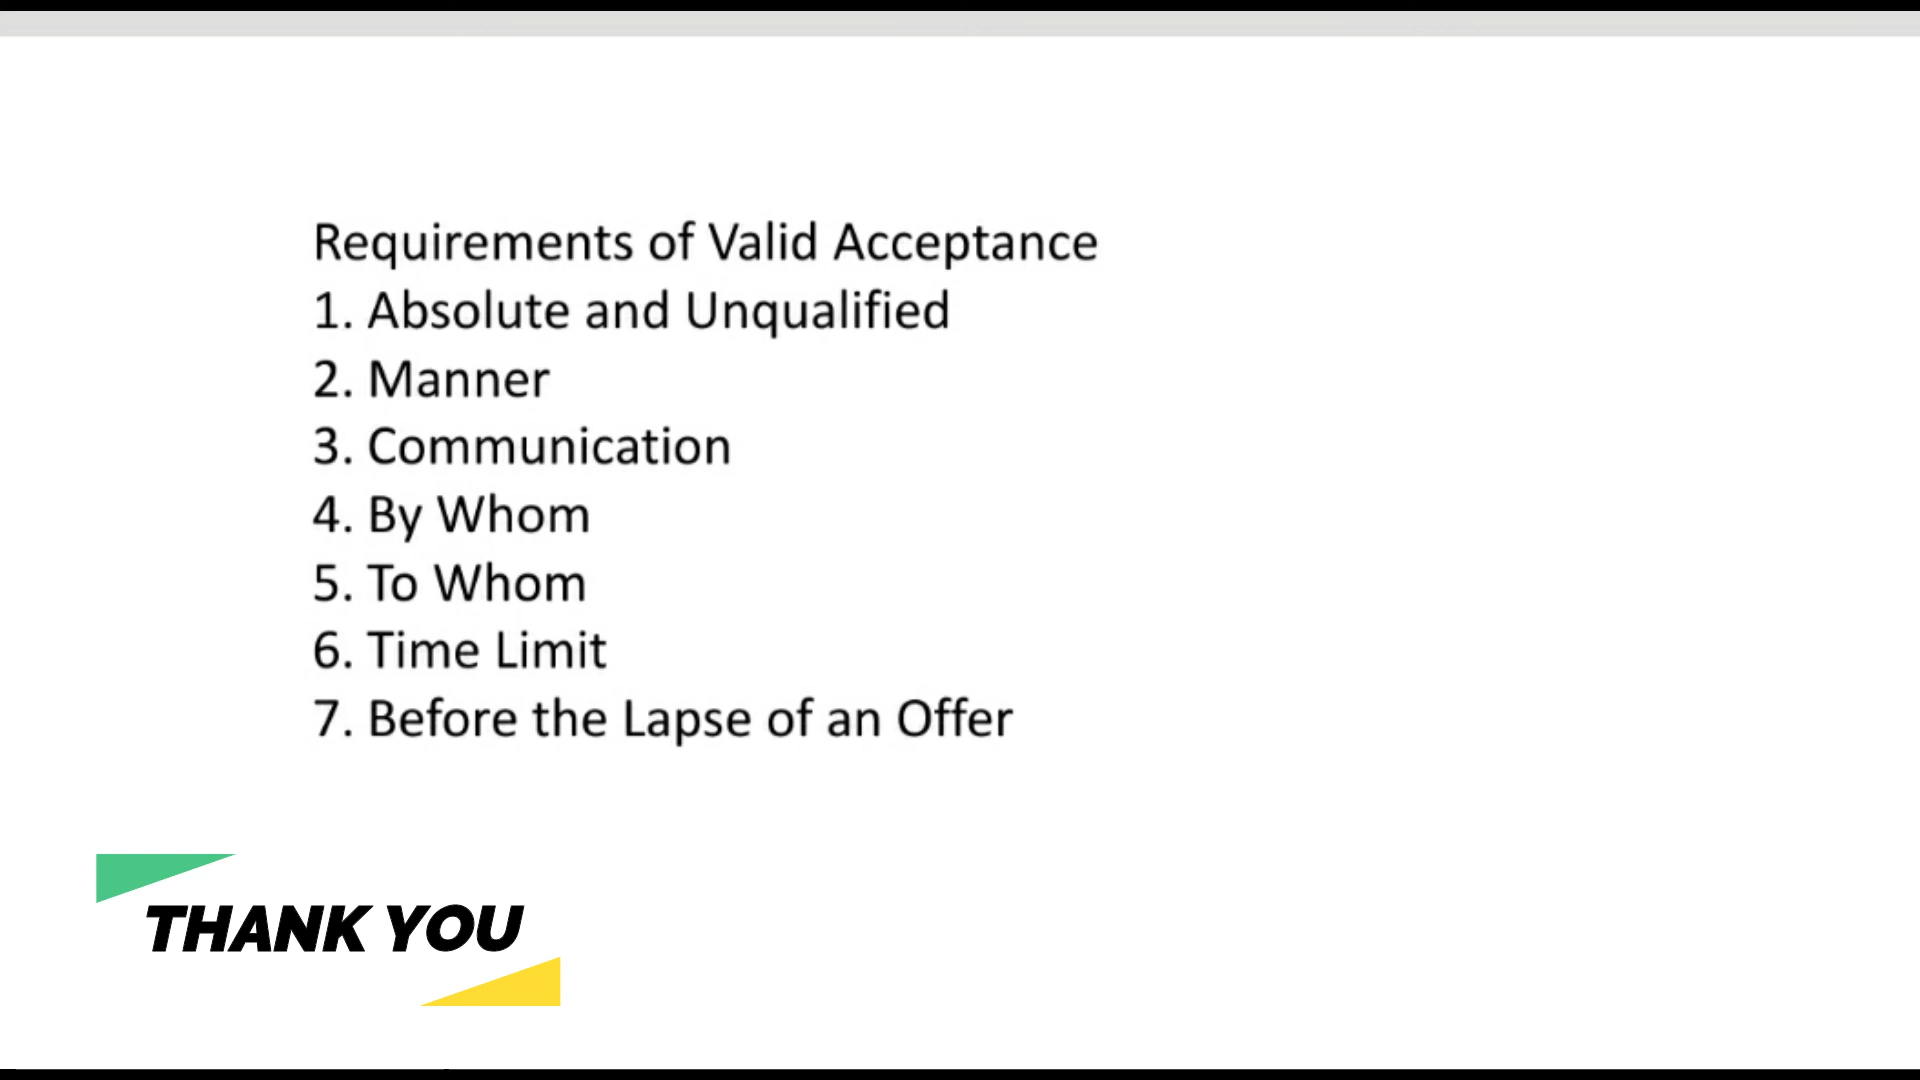 Requirements of Valid Acceptance
1. Absolute and Unqualified
2. Manner
3. Communication
4. By Whom
5. To Whom
6. Time Limit
7. Before the Lapse of an Offer
THANK YOU